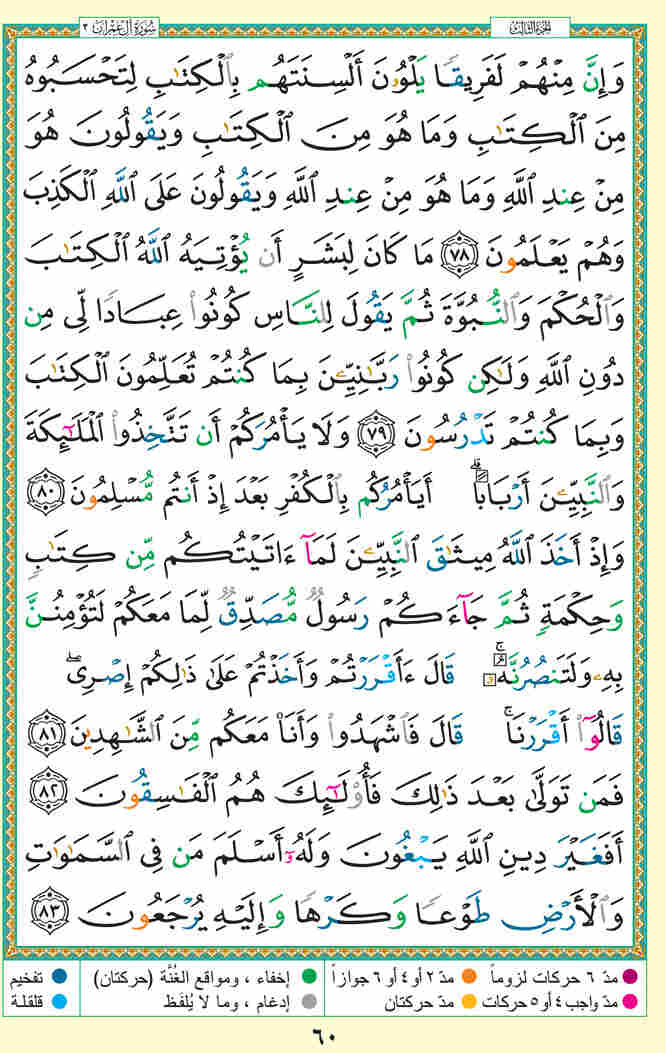 الجزء الثالث
سورة آل عمران ٣
وَإِنَّ مِنْهُمْ لَفَرِيقًا يَلْوُۥنَ أَلْسِنَتَهُم بِٱلْكِتَٰبِ لِتَحْسَبُوهُ
مِنَ ٱلْكِتَٰبِ وَمَا هُوَ مِنَ ٱلْكِتَٰبِ وَيَقُولُونَ هُوَ
مِنْ عِندِ ٱللَّهِ وَمَا هُوَ مِنْ عِندِ ٱللَّهِ وَيَقُولُونَ عَلَى ٱللَّهِ ٱلْكَذِبَ
وَهُمْ يَعْلَمُونَ ٧٨ مَا كَانَ لِبَشَرٍ أَن يُؤْتِيَهُ ٱللَّهُ ٱلْكِتَٰبَ
وَٱلْحُكْمَ وَٱلنُّبُوَّةَ ثُمَّ يَقُولَ لِلنَّاسِ كُونُوا۟ عِبَادًا لِّى مِن
دُونِ ٱللَّهِ وَلَٰكِن كُونُوا۟ رَبَّٰنِيِّـۧنَ بِمَا كُنتُمْ تُعَلِّمُونَ ٱلْكِتَٰبَ
وَبِمَا كُنتُمْ تَدْرُسُونَ ٧٩ وَلَا يَأْمُرَكُمْ أَن تَتَّخِذُوا۟ ٱلْمَلَٰٓئِكَةَ
وَٱلنَّبِيِّـۧنَ أَرْبَابًا ۗ أَيَأْمُرُكُم بِٱلْكُفْرِ بَعْدَ إِذْ أَنتُم مُّسْلِمُونَ ٨٠
وَإِذْ أَخَذَ ٱللَّهُ مِيثَٰقَ ٱلنَّبِيِّـۧنَ لَمَآ ءَاتَيْتُكُم مِّن كِتَٰبٍ
وَحِكْمَةٍ ثُمَّ جَآءَكُمْ رَسُولٌ مُّصَدِّقٌ لِّمَا مَعَكُمْ لَتُؤْمِنُنَّ
بِهِۦ وَلَتَنصُرُنَّهُۥ ۚ قَالَ ءَأَقْرَرْتُمْ وَأَخَذْتُمْ عَلَىٰ ذَٰلِكُمْ إِصْرِى ۖ
قَالُوٓا۟ أَقْرَرْنَا ۚ قَالَ فَٱشْهَدُوا۟ وَأَنَا۠ مَعَكُم مِّنَ ٱلشَّٰهِدِينَ ٨١
فَمَن تَوَلَّىٰ بَعْدَ ذَٰلِكَ فَأُو۟لَٰٓئِكَ هُمُ ٱلْفَٰسِقُونَ ٨٢
أَفَغَيْرَ دِينِ ٱللَّهِ يَبْغُونَ وَلَهُۥٓ أَسْلَمَ مَن فِى ٱلسَّمَٰوَٰتِ
وَٱلْأَرْضِ طَوْعًا وَكَرْهًا وَإِلَيْهِ يُرْجَعُونَ ٨٣
مدّ ٦ حركات لزوماً
مدّ ٢ أو ٤ أو ٦ جوازاً
إخفاء ، ومواقع الغُنَّة (حركتان)
تفخيم
مدّ واجب ٤ أو ٥ حركات
مدّ حركتان
إدغام ، وما لا يُلفَظ
قلقلة
٦٠